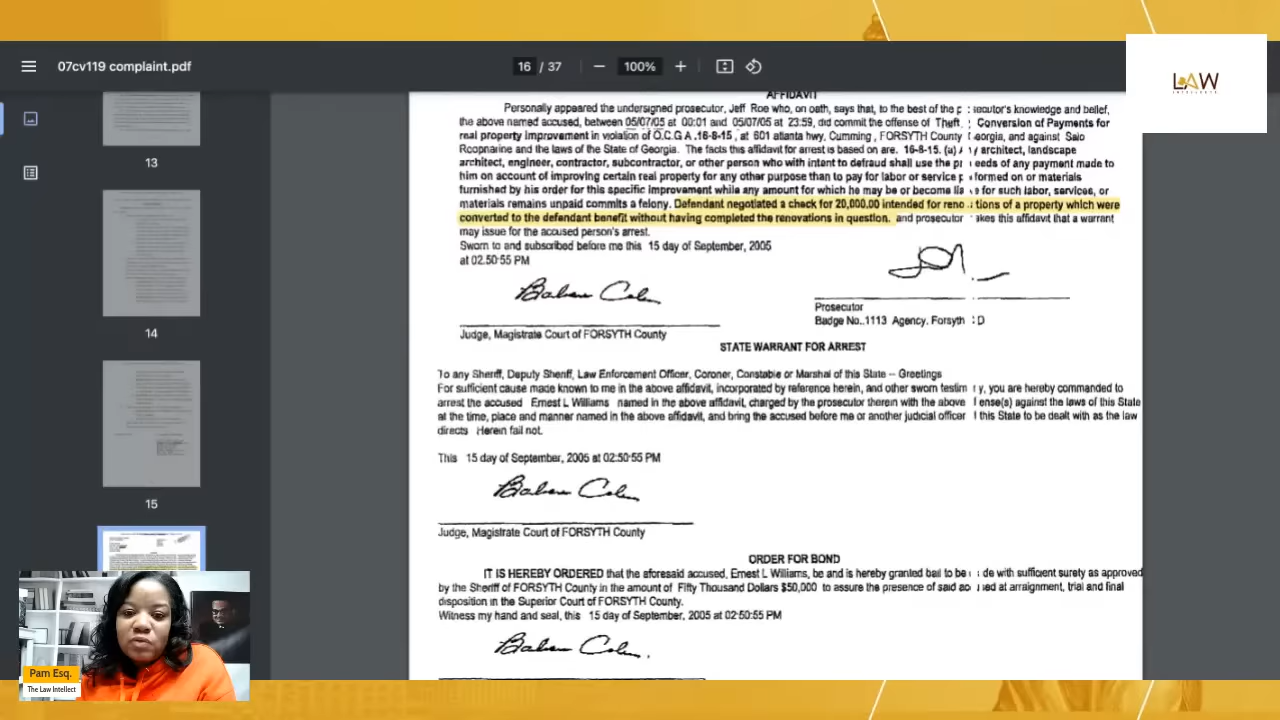 07cv119 complaint.pdf
16 / 37
100%
LAW
INTELLECT
13
14
15
AFFIDAVIT
Personally appeared the undersigned prosecutor, Jeff Roe who, on oath, says that, to the best of the p secutor's knowledge and belief,
the above named accused, between 05/07/05 at 00:01 and 05/07/05 at 23:59, did commit the offense of Theft Conversion of Payments for
real property improvement in violation of O.C.G A .16-8-15 , at 601 atlanta hwy, Cumming , FORSYTH County eorgia, and against Saio
Rcopnarine and the laws of the State of Georgia. The facts this affidavit for arrest is based on are. 16-8-15. (a) y architect, landscape
architect, engineer, contractor, subcontractor, or other person who with intent to defraud shall use the pr eeds of any payment made to
him on account of improving certain real property for any other purpose than to pay for labor or service p formed on or materials
furnished by his order for this specific improvement while any amount for which he may be or become lia e for such labor, services, or
materials remains unpaid commits a felony. Defendant negotiated a check for 20,000.00 intended for reno tions of a property which were
converted to the defendant benefit without having completed the renovations in question. and prosecutor akes this affidavit that a warrant
may issue for the accused person's arrest.
Sworn to and subscribed before me this 15 day of September, 2005
at 02.50:55 PM
Judge, Magistrate Court of FORSYTH County
Prosecutor
Badge No..1113 Agency. Forsyth D
STATE WARRANT FOR ARREST
To any Sheriff, Deputy Sheriff, Law Enforcement Officer, Coroner, Constable or Marshal of this State -- Greetings
For sufficient cause made known to me in the above affidavit, incorporated by reference herein, and other sworn testim y, you are hereby commanded to
arrest the accused Ernest L Williams named in the above affidavit, charged by the prosecutor therein with the above ense(s) against the laws of this State
at the time, place and manner named in the above affidavit, and bring the accused before me or another judicial officer this State to be dealt with as the law
directs Herein fail not.
This 15 day of September, 2005 at 02:50:55 PM
Judge, Magistrate Court of FORSYTH County
ORDER FOR BOND
IT IS HEREBY ORDERED that the aforesaid accused, Ernest L Williams, be and is hereby granted bail to be de with sufficient surety as approved
by the Sheriff of FORSYTH County in the amount of Fifty Thousand Dollars $50,000 to assure the presence of said ac ed at arraignment, trial and final
disposition in the Superior Court of FORSYTH County.
Witness my hand and seal, this 15 day of September, 2005 at 02:50:55 PM
Pam Esq.
The Law Intellect